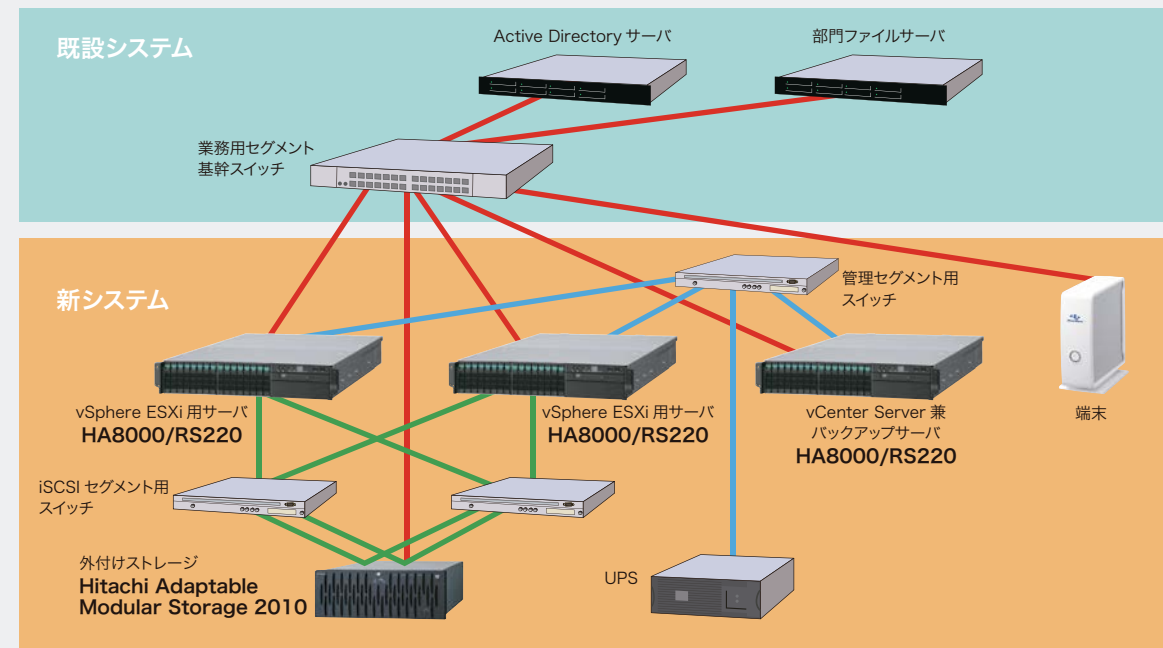 既設システム
Active Directory サーバ
部門ファイルサーバ
業務用セグメント
基幹スイッチ
新システム
管理セグメント用
スイッチ
vSphere ESXi 用サーバ
HA8000/RS220
vSphere ESXi 用サーバ
HA8000/RS220
vCenter Server 兼
バックアップサーバ
HA8000/RS220
端末
iSCSI セグメント用
スイッチ
外付けストレージ
Hitachi Adaptable
Modular Storage 2010
UPS